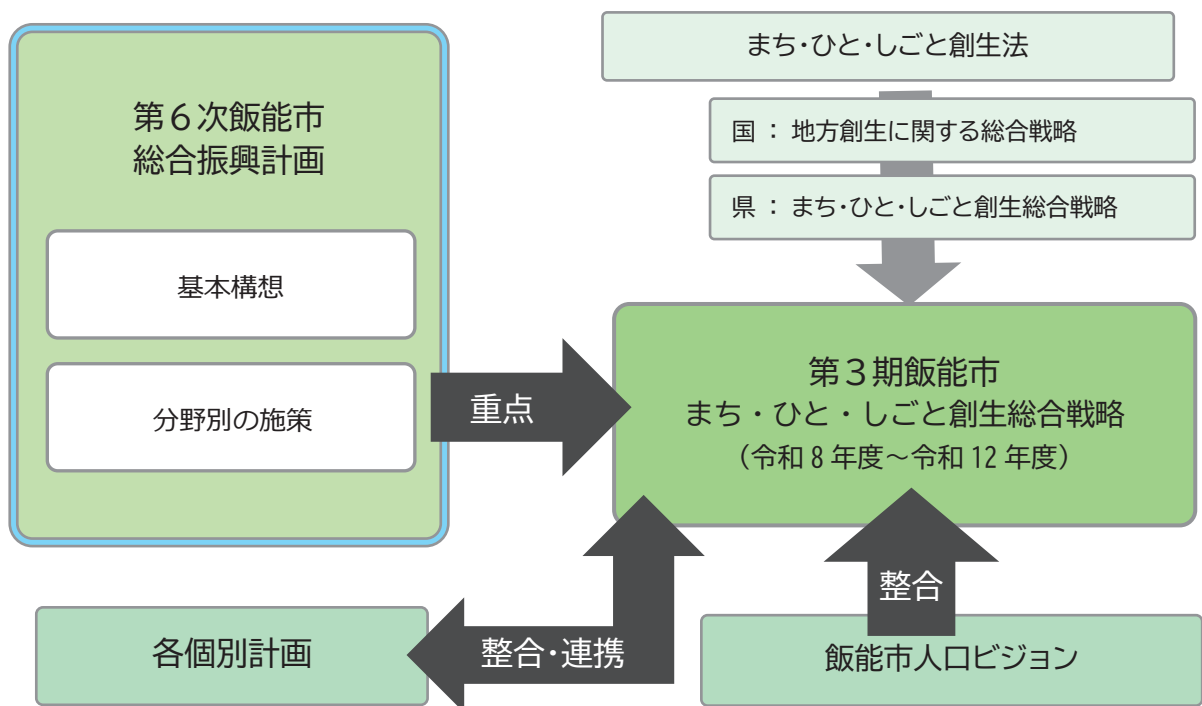 第６次飯能市
総合振興計画
基本構想
分野別の施策
まち・ひと・しごと創生法
国 ： 地方創生に関する総合戦略
県 ： まち・ひと・しごと創生総合戦略
重点
第３期飯能市
まち・ひと・しごと創生総合戦略
（令和 8 年度～令和 12 年度）
各個別計画
整合・連携
整合
飯能市人口ビジョン